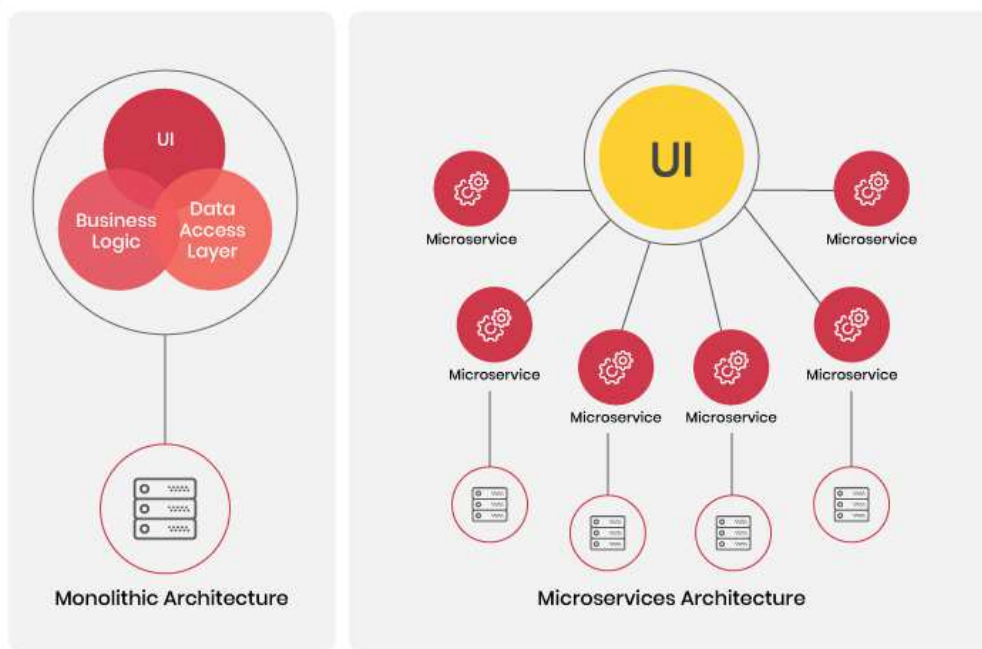 UI
Business
Logic
Data
Access
Layer
Monolithic Architecture
UI
Microservice
Microservice
Microservice
Microservice
Microservice
Microservice
Microservices Architecture